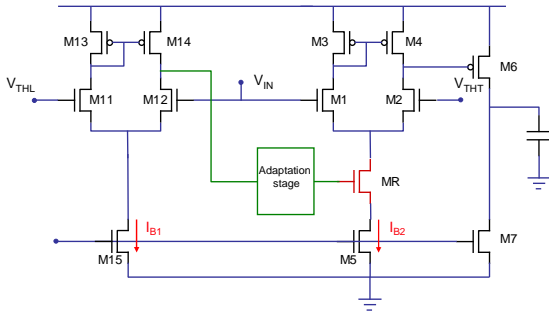 M13
M14
M3
M4
M6
V_THL
V_IN
M11
M12
M1
M2
V_THT
Adaptation
stage
MR
I_B1
I_B2
M15
M5
M7